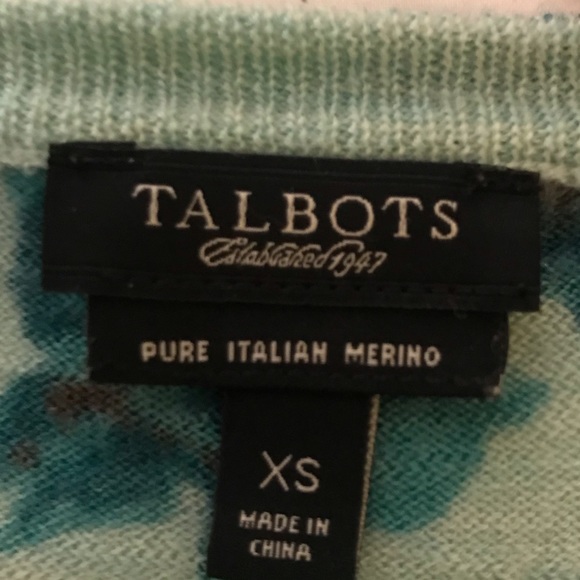 TALBOTS
Established 1947
PURE ITALIAN MERINO
XS
MADE IN
CHINA